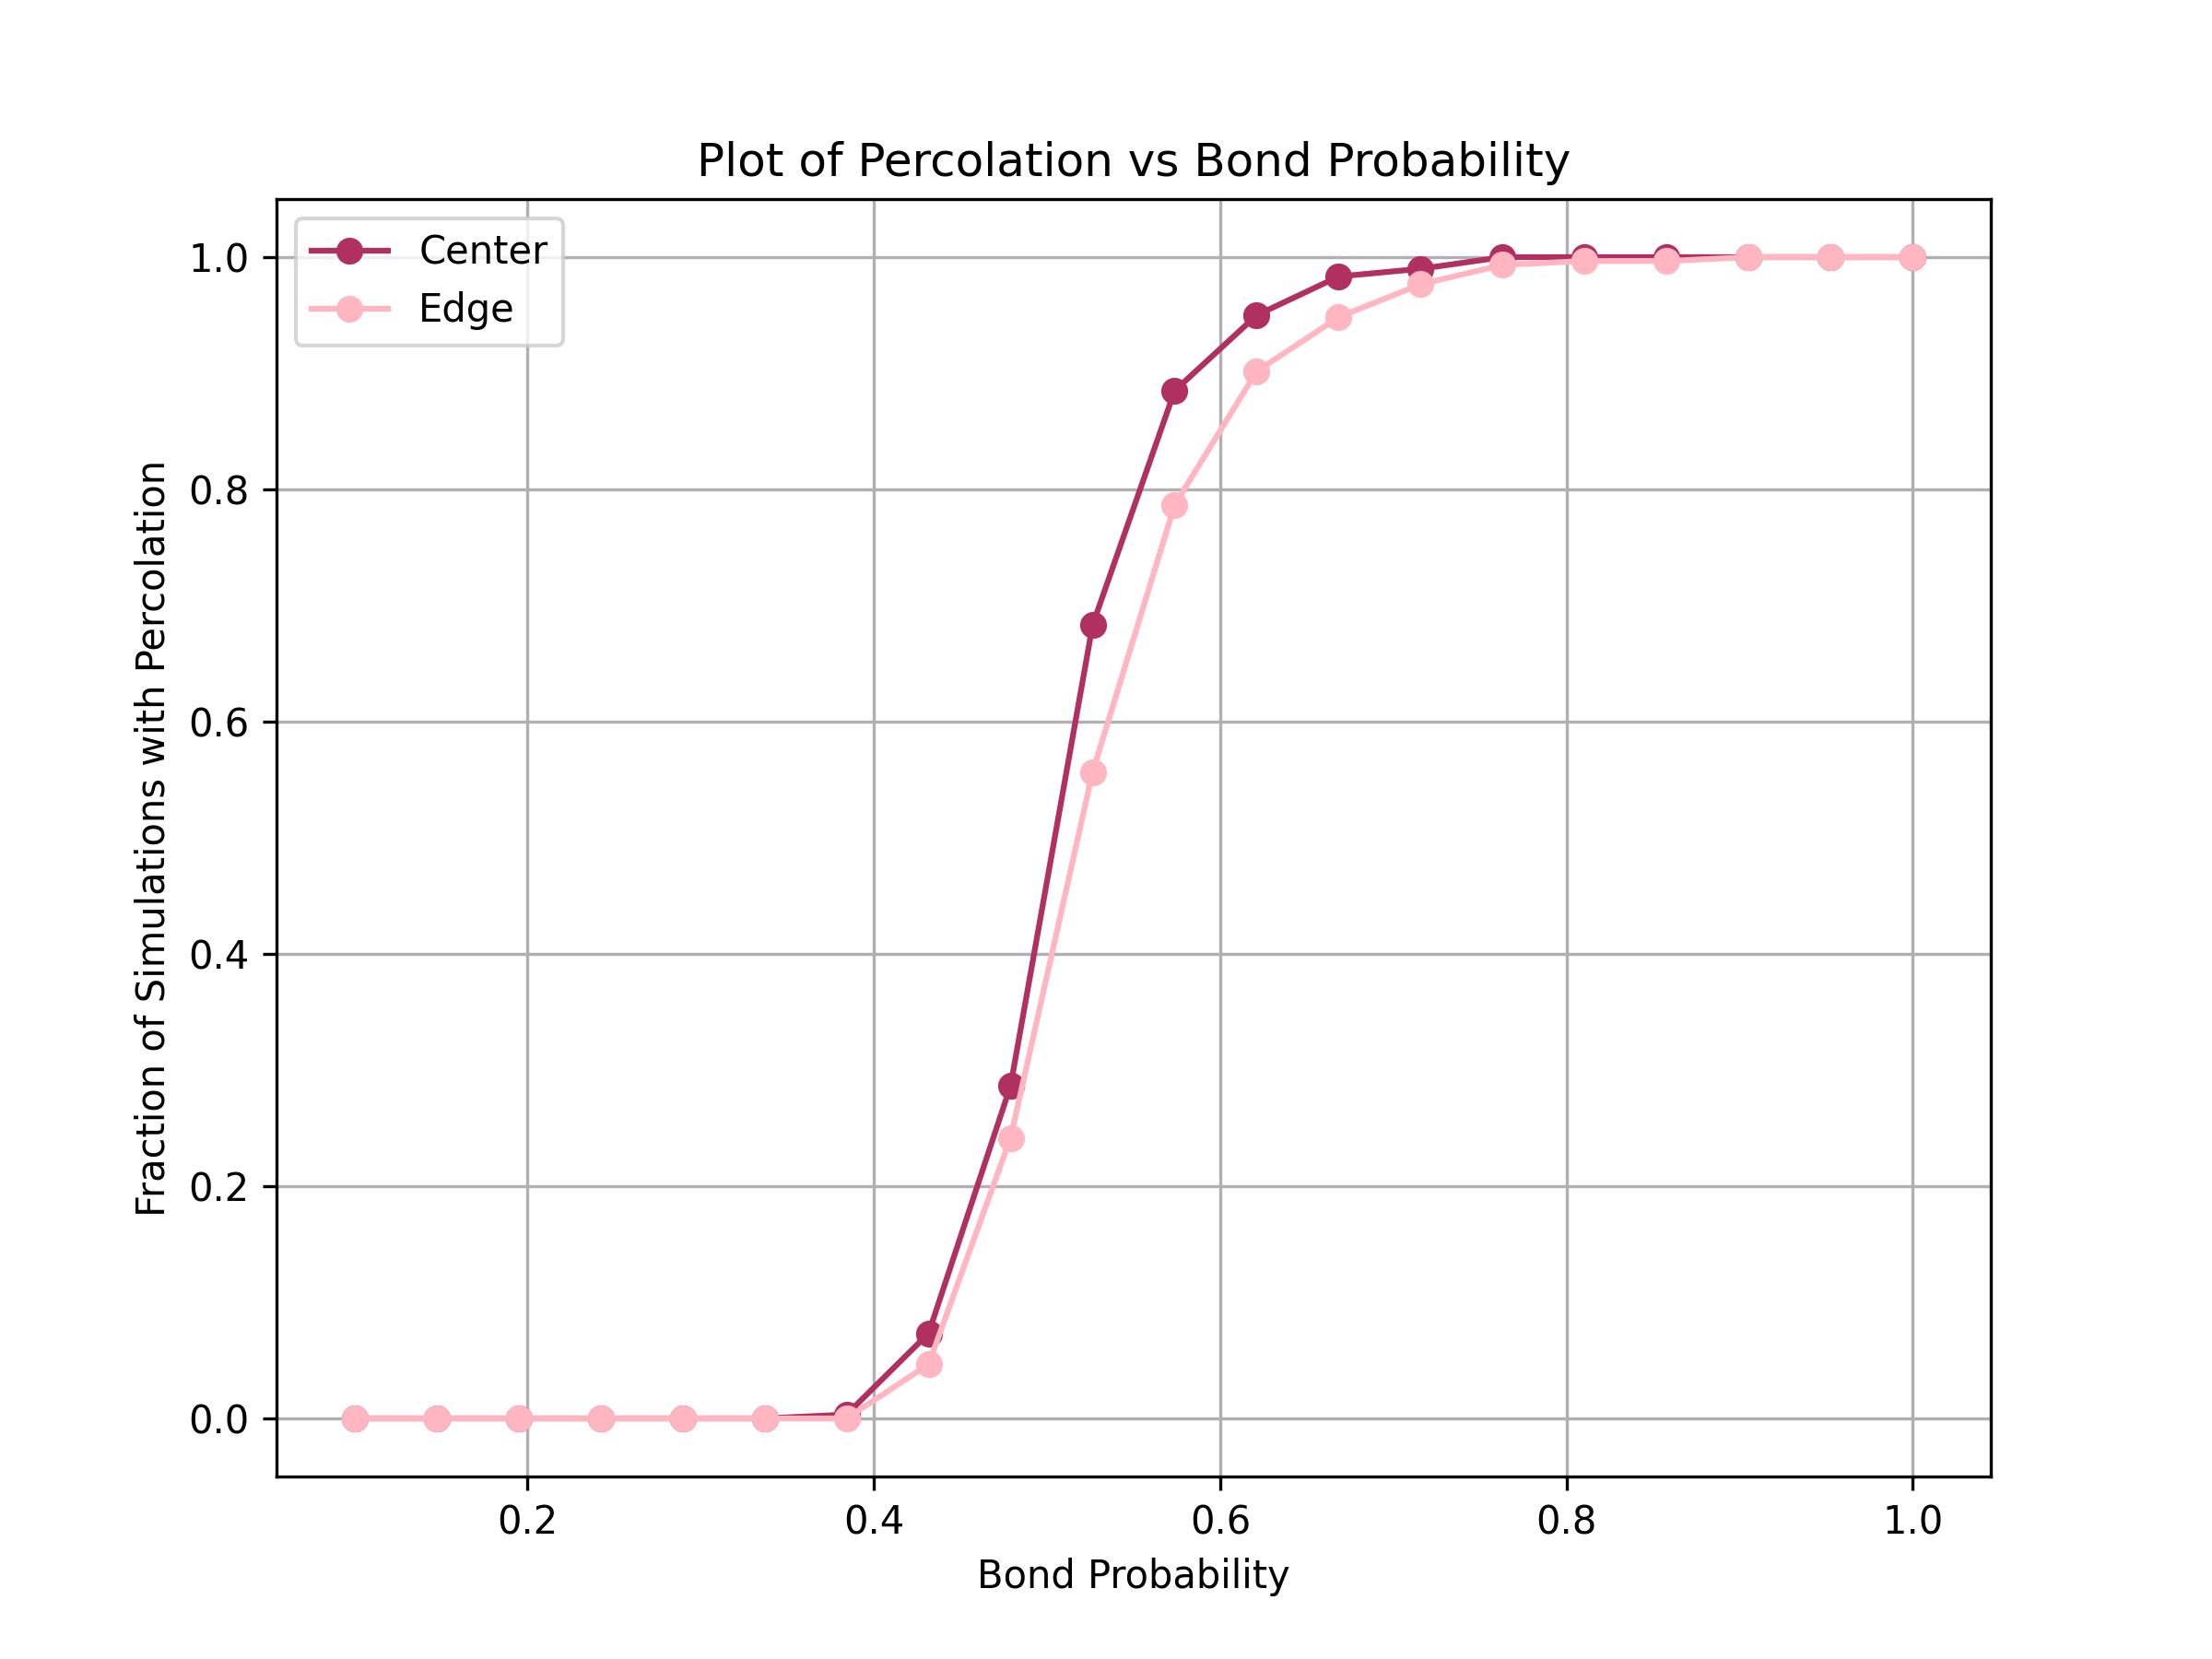 Plot of Percolation vs Bond Probability
Center
Edge
1.0
0.8
0.6
0.4
0.2
0.0
Fraction of Simulations with Percolation
0.2 0.4 0.6 0.8 1.0
Bond Probability